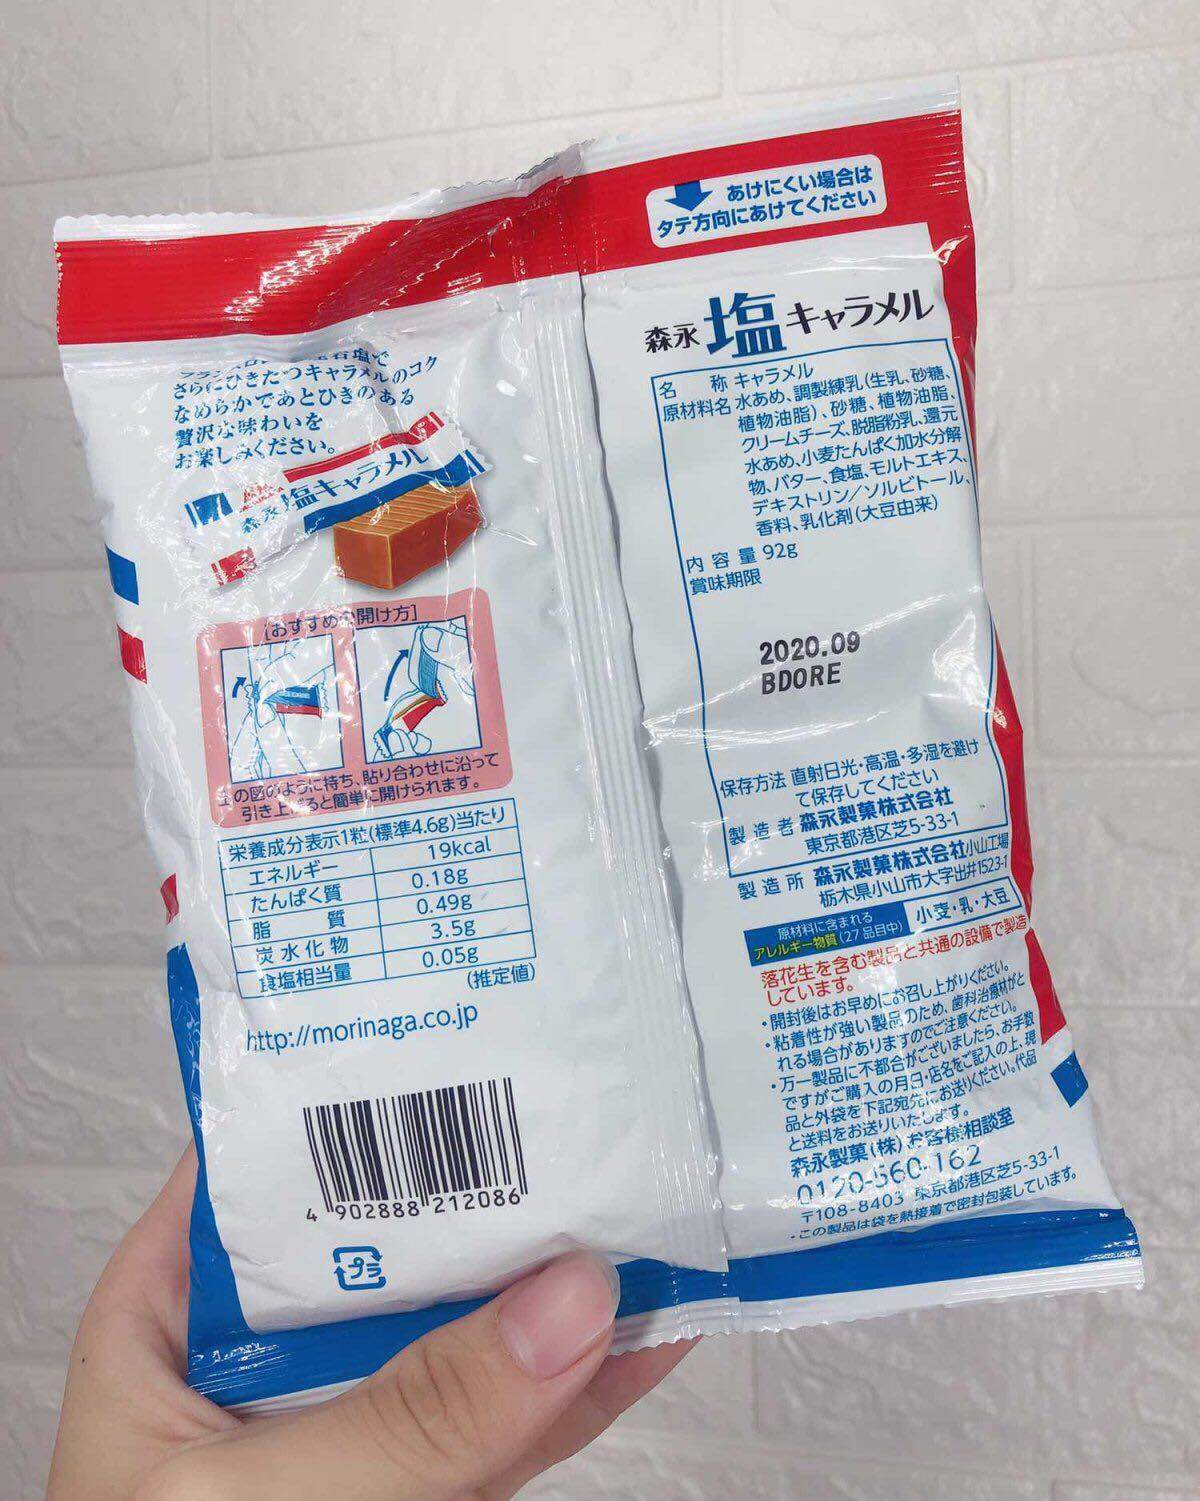 あけにくい場合は
タテ方向にあけてください
さらにひきたつキャラメルのコク
なめらかであとひきのある
贅沢な味わいを
お楽しみください。
森永 塩キャラメル
[おすすめの開け方]
上の図のように持ち、貼り合わせに沿って
引き上げると簡単に開けられます。
栄養成分表示1粒(標準4.6g)当たり
エネルギー 19kcal
たんぱく質 0.18g
脂質 0.49g
炭水化物 3.5g
食塩相当量 0.05g
(推定値)
http://morinaga.co.jp
4 902888 212086
プラ
森永 塩 キャラメル
名称 キャラメル
原材料名 水あめ、調製練乳(生乳、砂糖、
植物油脂)、砂糖、植物油脂、
クリームチーズ、脱脂粉乳、還元
水あめ、小麦たんぱく加水分解
物、バター、食塩、モルトエキス、
デキストリン/ソルビトール、
香料、乳化剤(大豆由来)
内容量 92g
賞味期限
2020.09
BDORE
保存方法 直射日光・高温・多湿を避け
て保存してください
製造者 森永製菓株式会社
東京都港区芝5-33-1
製造所 森永製菓株式会社小山工場
栃木県小山市大字出井1523-1
原材料に含まれる
アレルギー物質(27品目中) 小麦・乳・大豆
落花生を含む製品と共通の設備で製造
しています。
・開封後はお早めにお召し上がりください。
・粘着性が強い製品のため、歯科治療材がと
れる場合がありますのでご注意ください。
・万一製品に不都合がございましたら、お手数
ですがご購入の月日・店名をご記入の上、現
品と外袋を下記宛先にお送りください。代品
と送料をお送りいたします。
森永製菓(株)お客様相談室
0120-560-162
〒108-8403 東京都港区芝5-33-1
・この製品は袋を熱接着で密封包装しています。